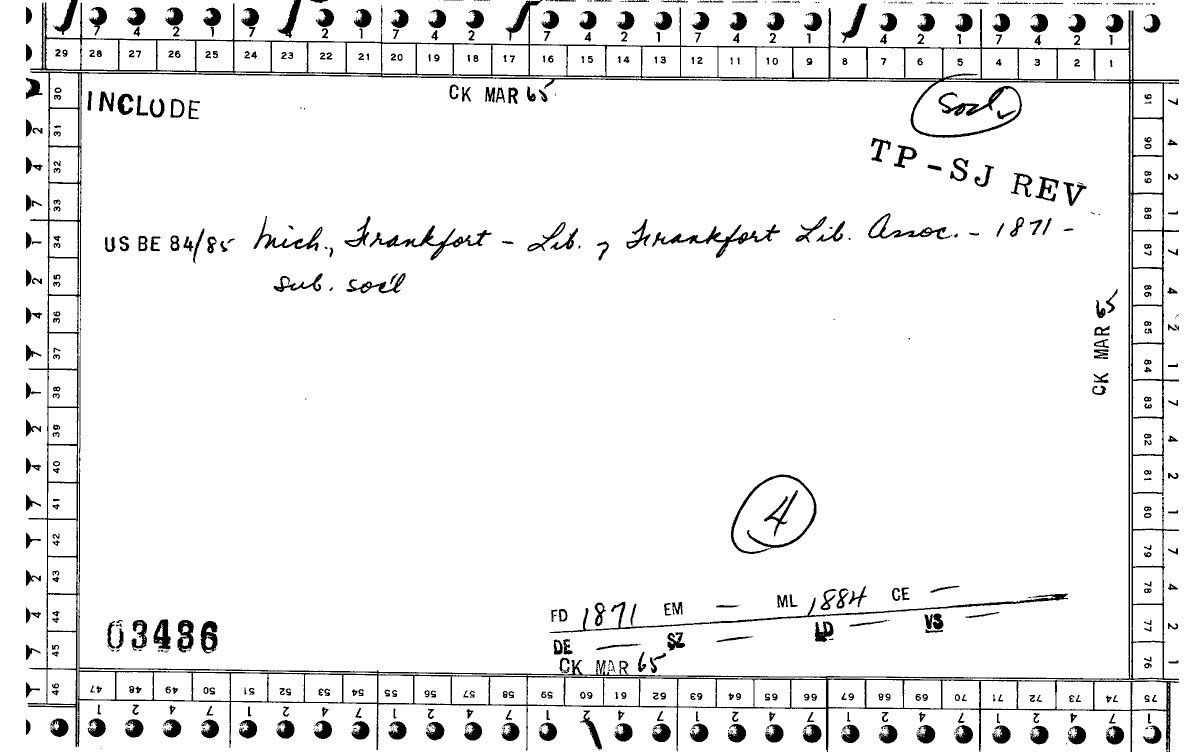 7 4 2 1 7 4 2 1 7 4 2 1 7 4 2 1 7 4 2 1 7 4 2 1 7 4 2 1
29 28 27 26 25 24 23 22 21 20 19 18 17 16 15 14 13 12 11 10 9 8 7 6 5 4 3 2 1
INCLUDE
CK MAR 65
Soc'l
TP-SJ REV
US BE 84/85 Mich., Frankfort - Lib. of Frankfort Lib. Assoc. - 1871 -
sub. soc'l
CK MAR 65
4
FD 1871 EM — ML 1884 CE —
DE — SZ — LD — VS —
CK MAR 65
03486
30 31 32 33 34 35 36 37 38 39 40 41 42 43 44 45 46
91 90 89 88 87 86 85 84 83 82 81 80 79 78 77 76 75
47 48 49 50 51 52 53 54 55 56 57 58 59 60 61 62 63 64 65 66 67 68 69 70 71 72 73 74 75
1 2 4 7 1 2 4 7 1 2 4 7 1 2 4 7 1 2 4 7 1 2 4 7 1 2 4 7